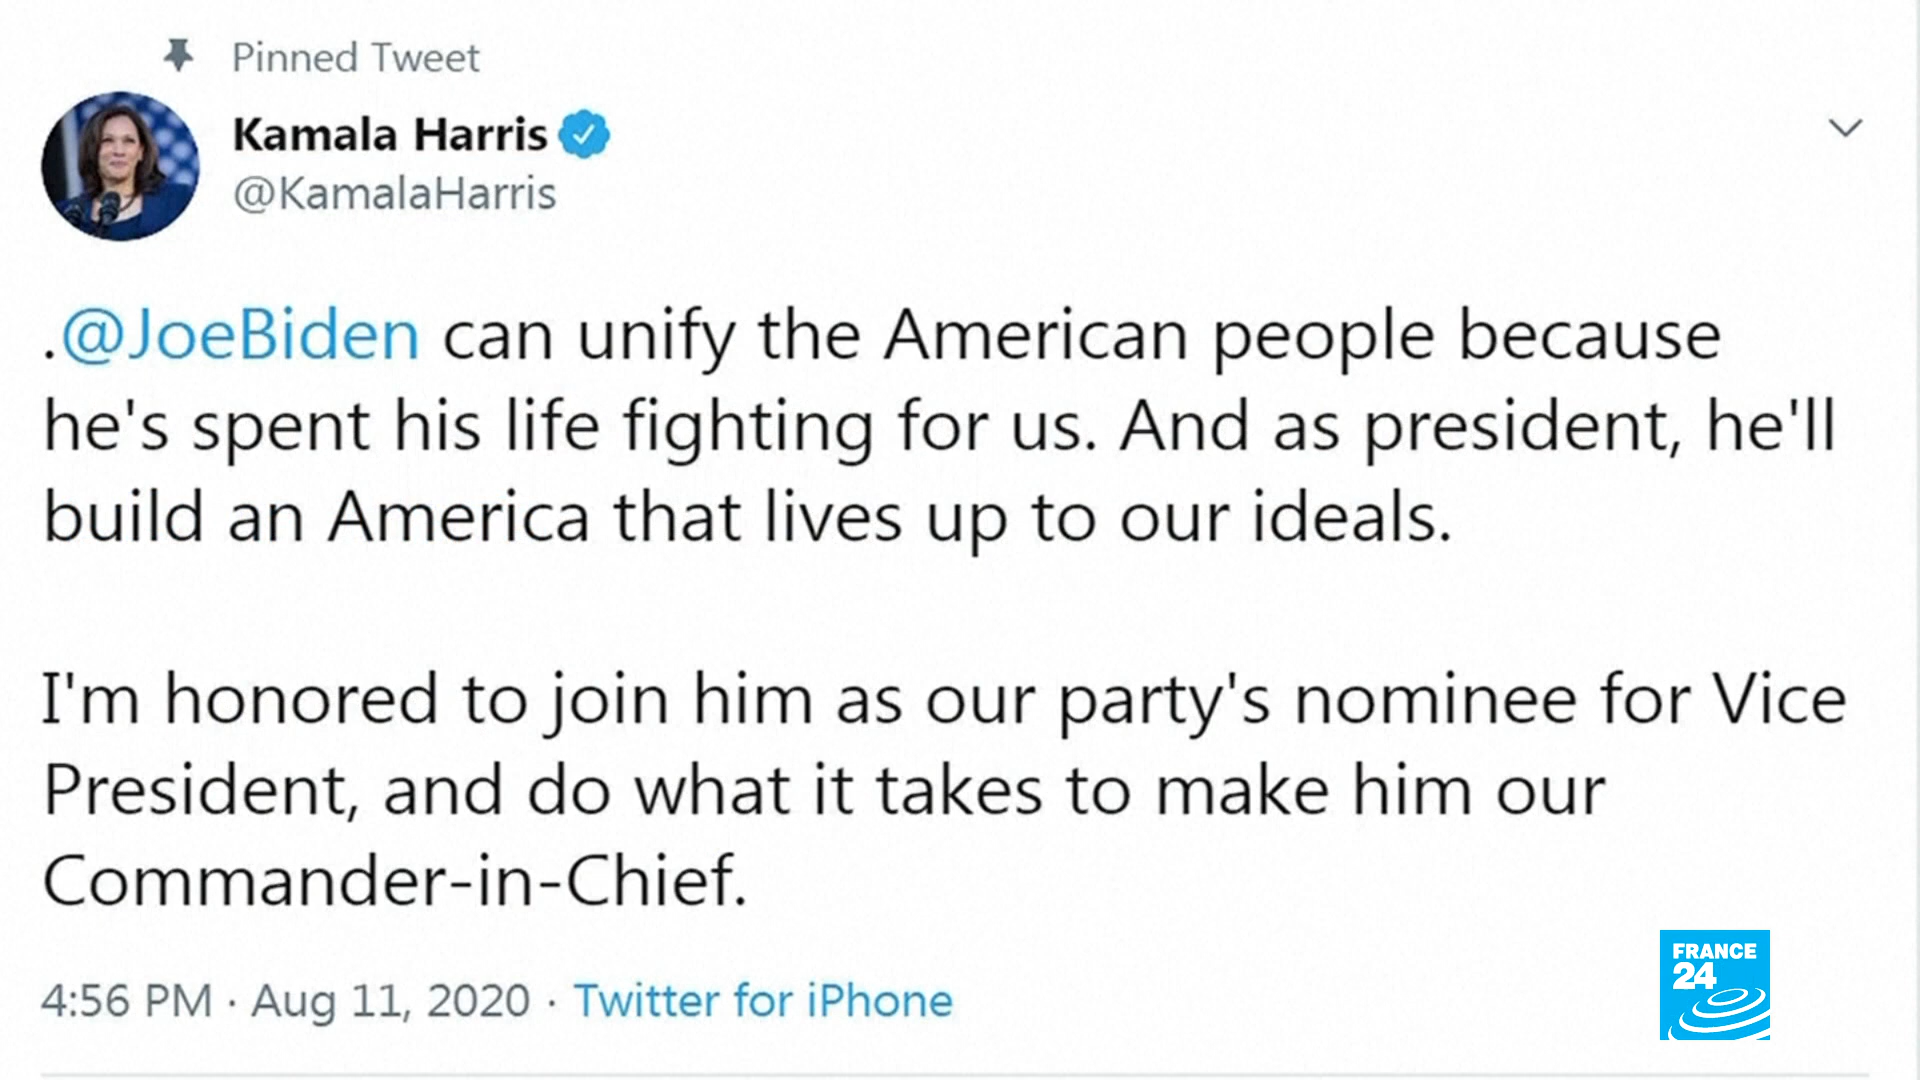 Pinned Tweet
Kamala Harris
@KamalaHarris
.@JoeBiden can unify the American people because
he's spent his life fighting for us. And as president, he'll
build an America that lives up to our ideals.
I'm honored to join him as our party's nominee for Vice
President, and do what it takes to make him our
Commander-in-Chief.
4:56 PM · Aug 11, 2020 · Twitter for iPhone
FRANCE
24